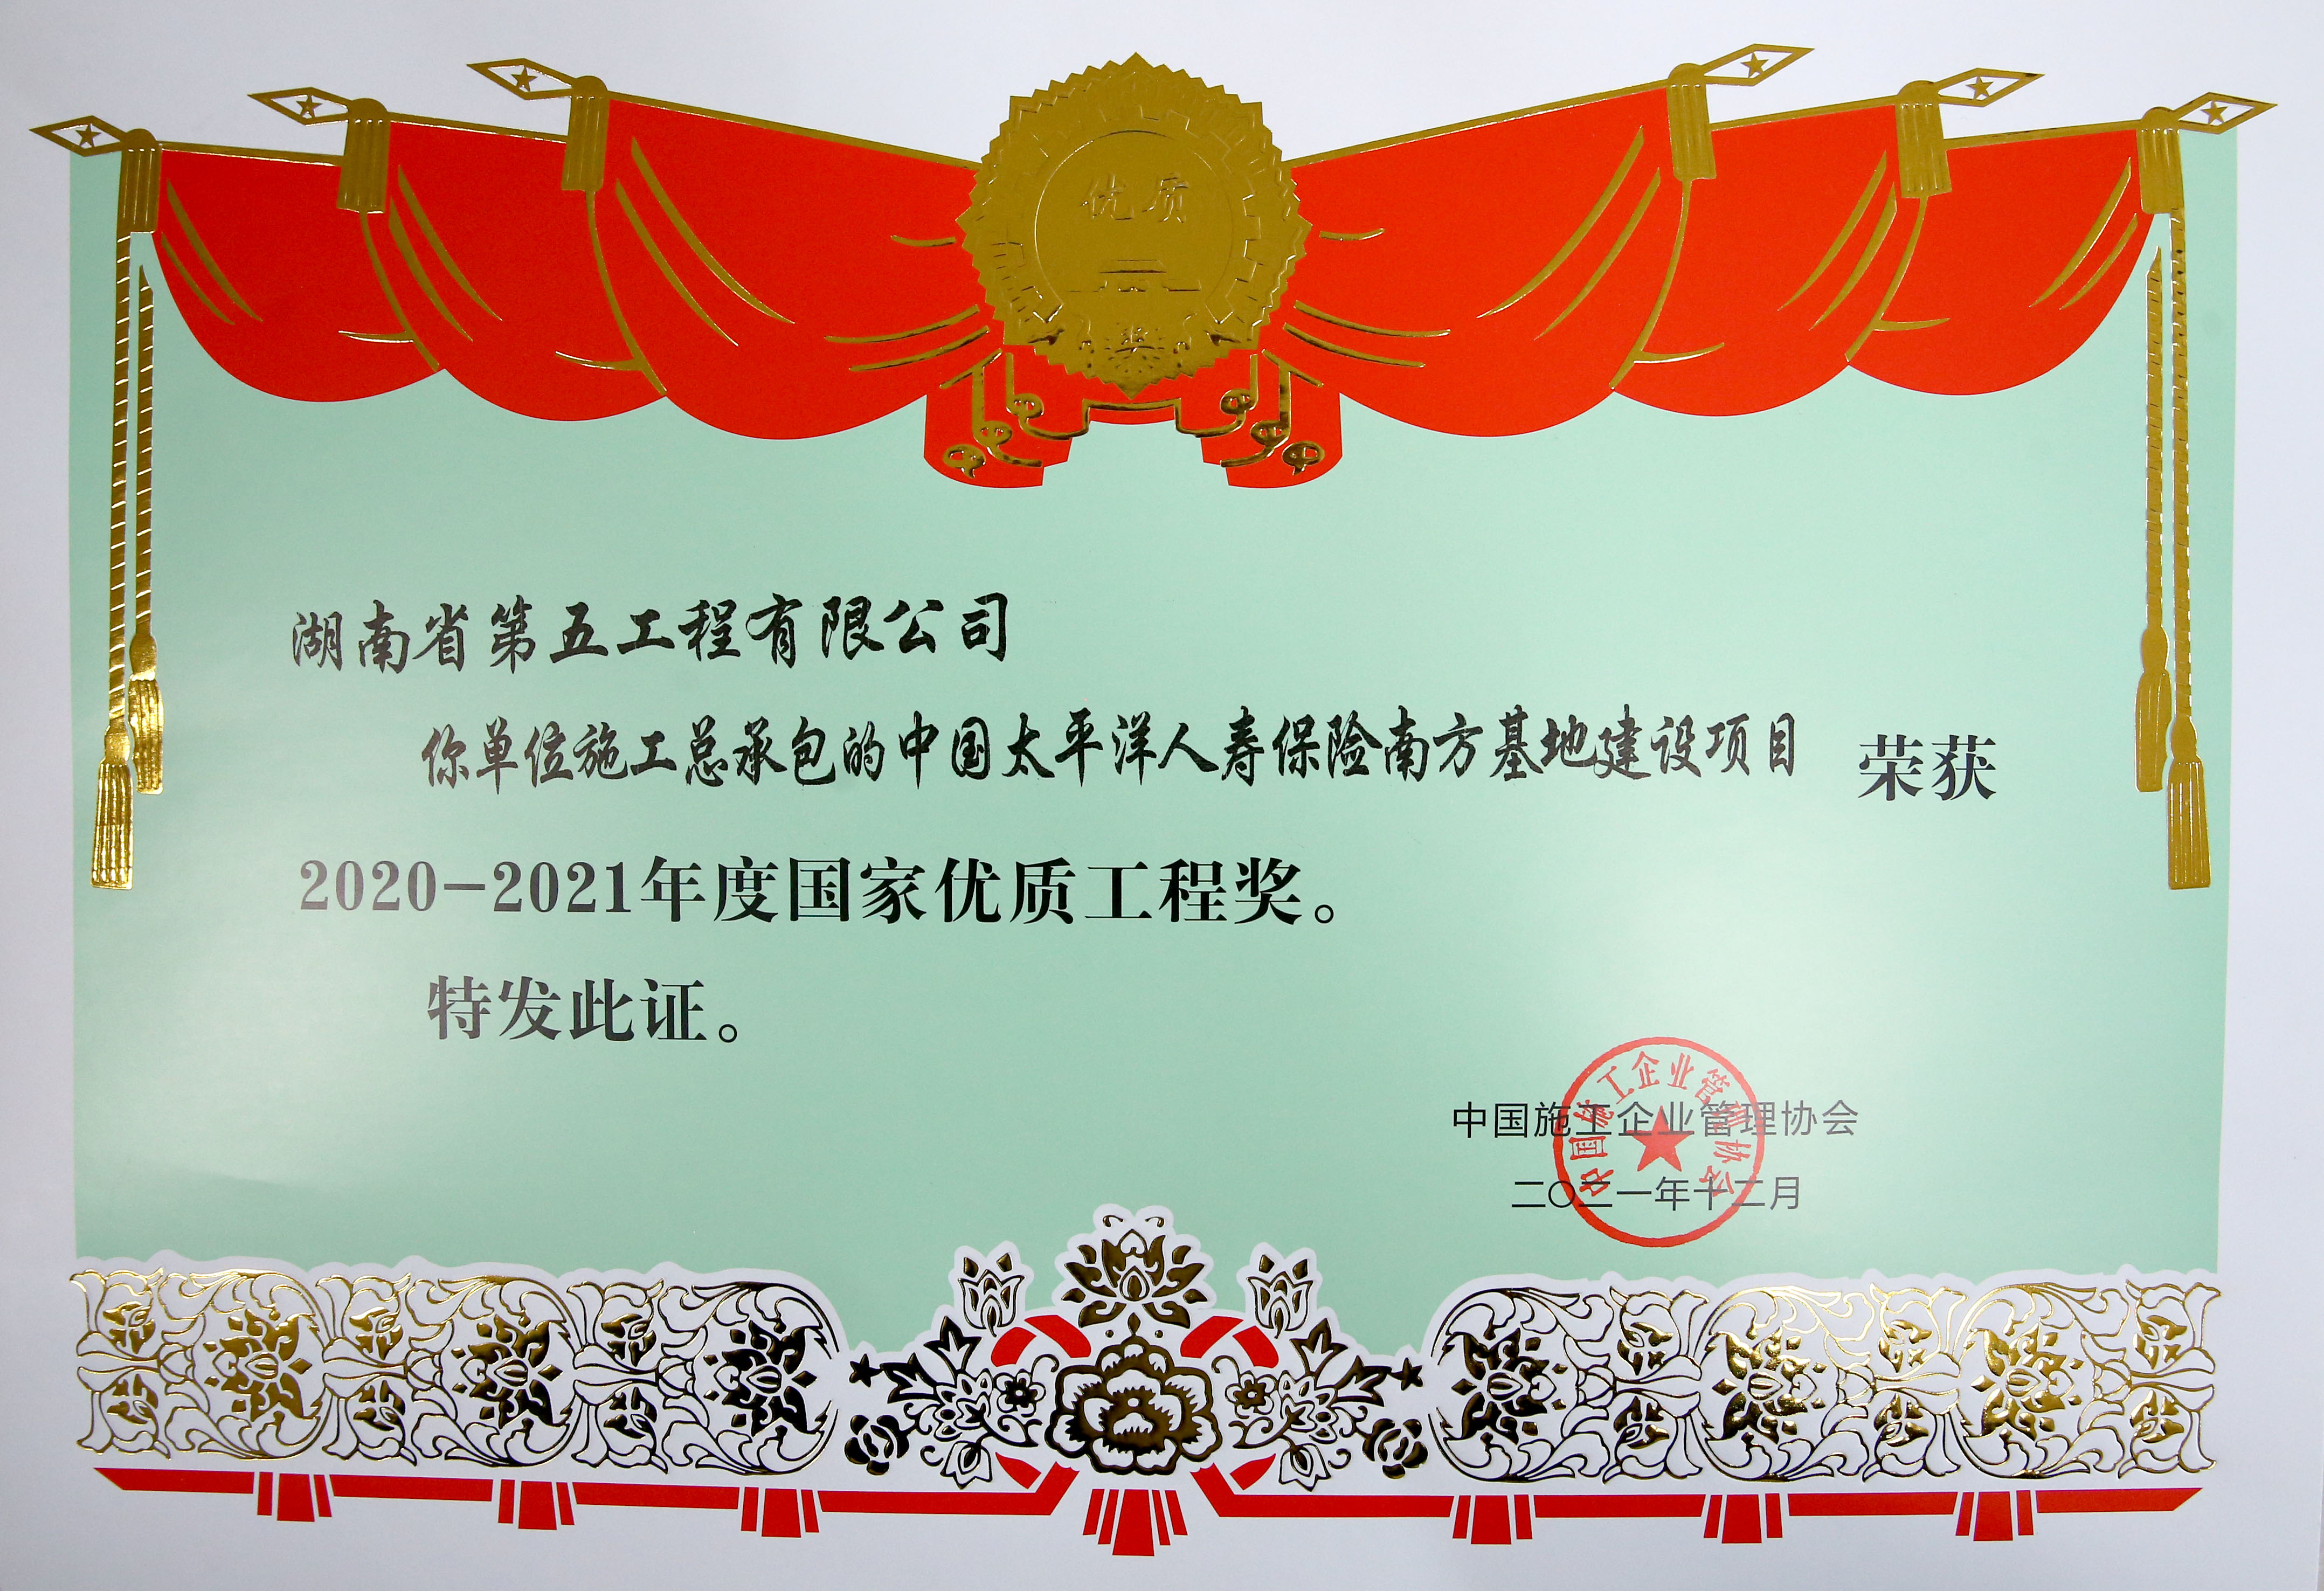 优质
奖
湖南省第五工程有限公司
你单位施工总承包的中国太平洋人寿保险南方基地建设项目 荣获
2020-2021年度国家优质工程奖。
特发此证。
中国施工企业管理协会
中国施工企业管理协会
二〇二一年十二月